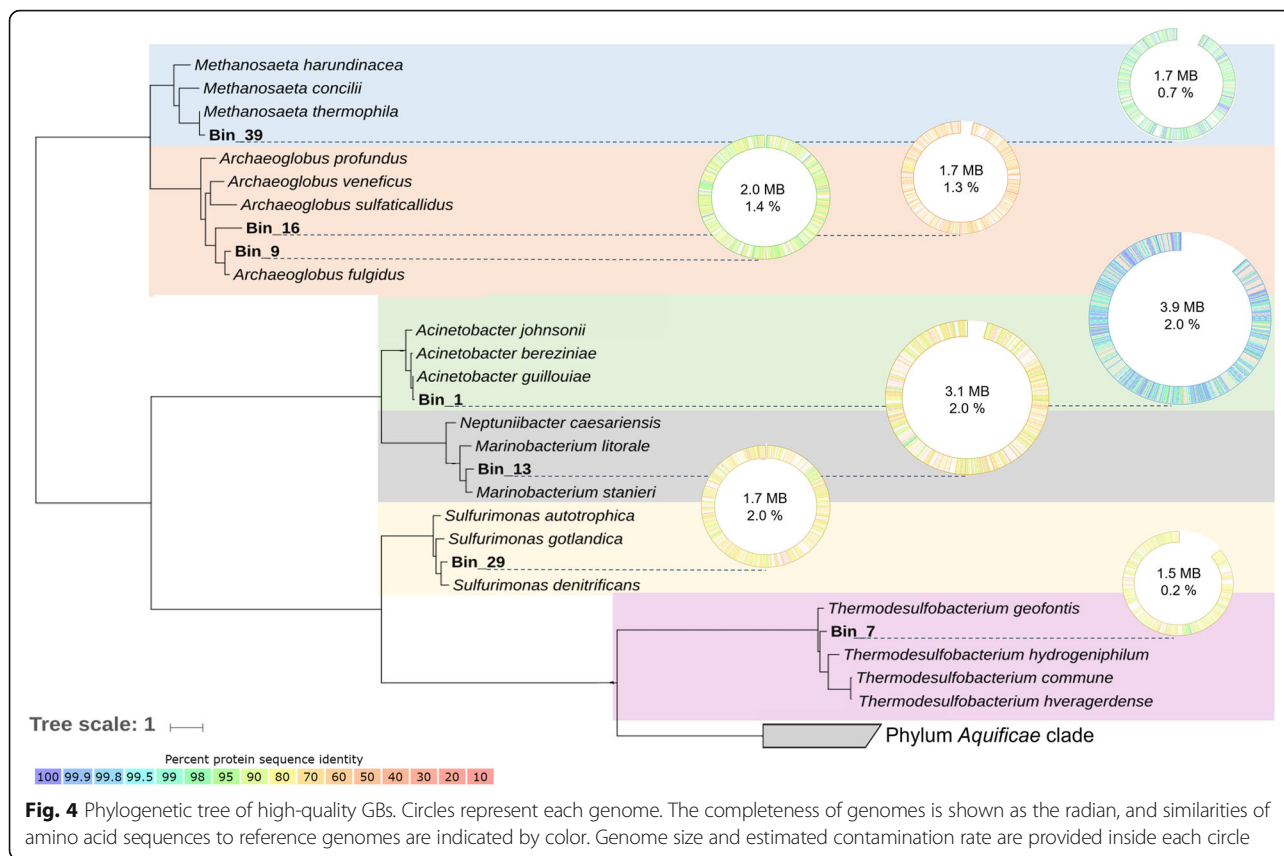 Methanosaeta harundinacea
Methanosaeta concilii
Methanosaeta thermophila
Bin_39
1.7 MB
0.7 %
Archaeoglobus profundus
Archaeoglobus veneficus
Archaeoglobus sulfaticallidus
Bin_16
Bin_9
Archaeoglobus fulgidus
2.0 MB
1.4 %
1.7 MB
1.3 %
Acinetobacter johnsonii
Acinetobacter bereziniae
Acinetobacter guillouiae
Bin_1
3.9 MB
2.0 %
Neptuniibacter caesariensis
Marinobacterium litorale
Bin_13
Marinobacterium stanieri
3.1 MB
2.0 %
Sulfurimonas autotrophica
Sulfurimonas gotlandica
Bin_29
Sulfurimonas denitrificans
1.7 MB
2.0 %
Thermodesulfobacterium geofontis
Bin_7
Thermodesulfobacterium hydrogeniphilum
Thermodesulfobacterium commune
Thermodesulfobacterium hveragerdense
1.5 MB
0.2 %
Phylum Aquificae clade
Tree scale: 1
Percent protein sequence identity
100 99.9 99.8 99.5 99 98 95 90 80 70 60 50 40 30 20 10
Fig. 4 Phylogenetic tree of high-quality GBs. Circles represent each genome. The completeness of genomes is shown as the radian, and similarities of
amino acid sequences to reference genomes are indicated by color. Genome size and estimated contamination rate are provided inside each circle